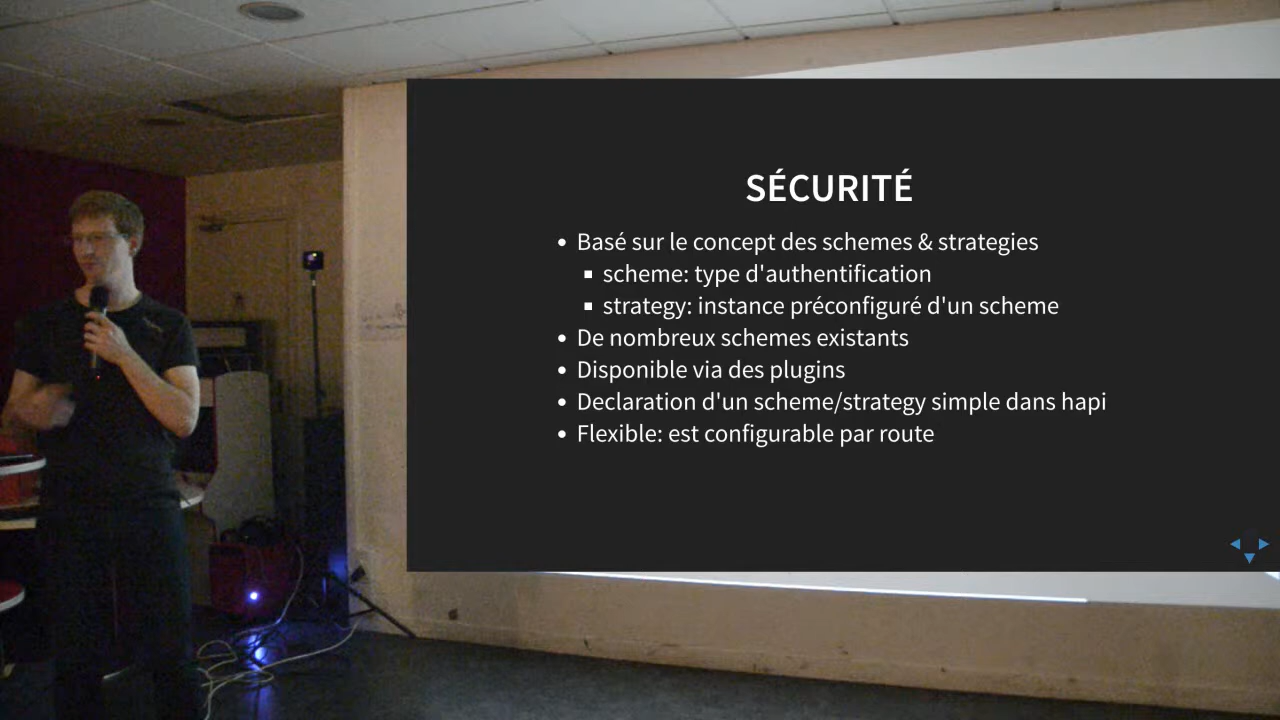 SÉCURITÉ
Basé sur le concept des schemes & strategies
scheme: type d'authentification
strategy: instance préconfiguré d'un scheme
De nombreux schemes existants
Disponible via des plugins
Declaration d'un scheme/strategy simple dans hapi
Flexible: est configurable par route